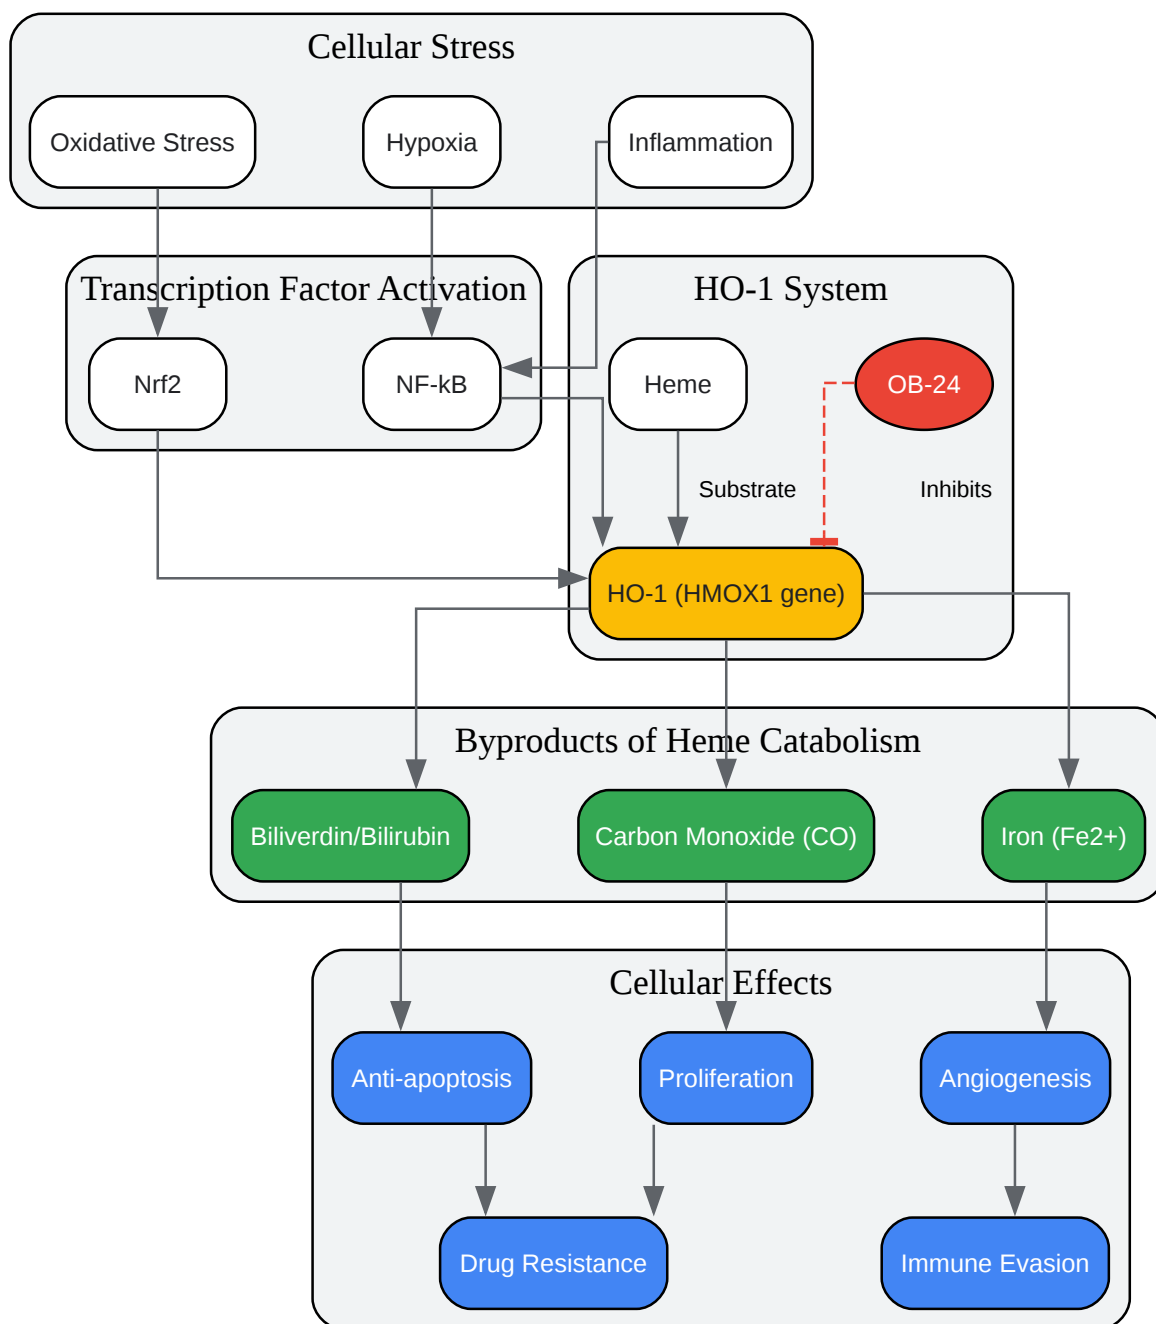 Cellular Stress
Oxidative Stress
Hypoxia
Inflammation
Transcription Factor Activation
HO-1 System
Nrf2
NF-kB
Heme
OB-24
Substrate
Inhibits
HO-1 (HMOX1 gene)
Byproducts of Heme Catabolism
Biliverdin/Bilirubin
Carbon Monoxide (CO)
Iron (Fe2+)
Cellular Effects
Anti-apoptosis
Proliferation
Angiogenesis
Drug Resistance
Immune Evasion